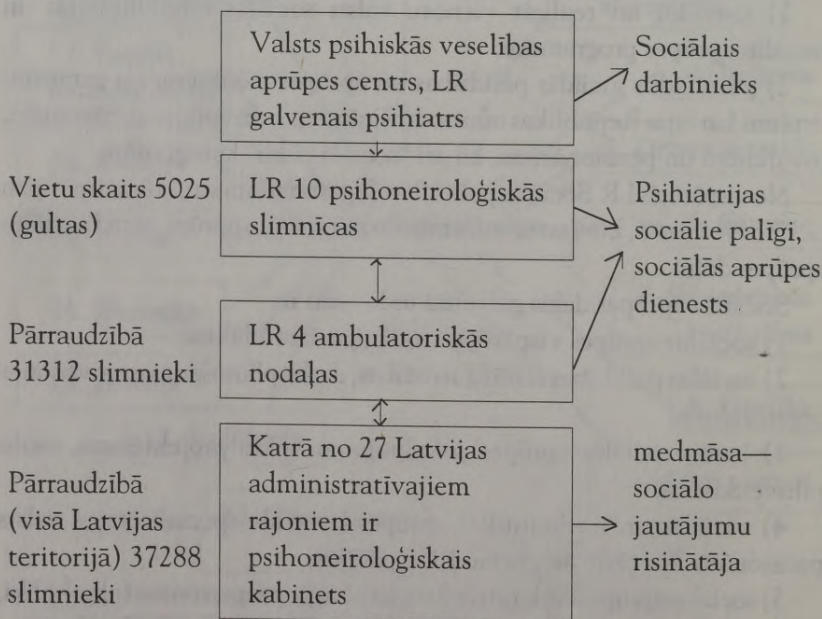 Valsts psihiskās veselības
aprūpes centrs, LR
galvenais psihiatrs
Sociālais
darbinieks
Vietu skaits 5025
(gultas)
LR 10 psihoneiroloģiskās
slimnīcas
Psihiatrijas
sociālie palīgi,
sociālās aprūpes
dienests
Pārraudzībā
31312 slimnieki
LR 4 ambulatoriskās
nodaļas
Pārraudzībā
(visā Latvijas
teritorijā) 37288
slimnieki
Katrā no 27 Latvijas
administratīvajiem
rajoniem ir
psihoneiroloģiskais
kabinets
medmāsa—
sociālo
jautājumu
risinātāja